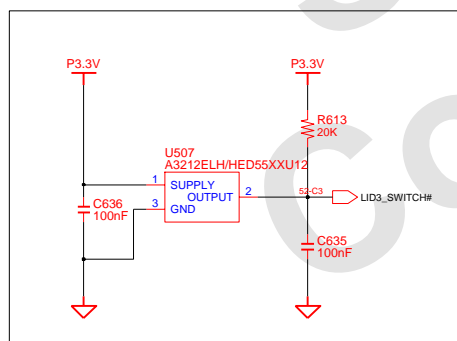 P3.3V
P3.3V
R613
20K
U507
A3212ELH/HED55XXU12
1
SUPPLY
OUTPUT
2
3
GND
52-C3
LID3_SWITCH#
C636
100nF
C635
100nF